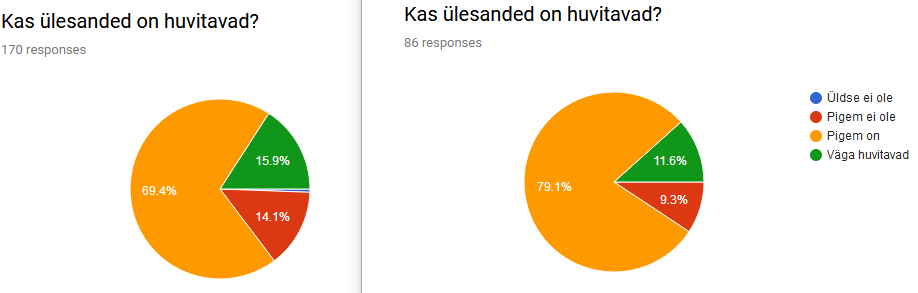 Kas ülesanded on huvitavad?
170 responses
15.9%
69.4%
14.1%
Kas ülesanded on huvitavad?
86 responses
11.6%
79.1%
9.3%
Üldse ei ole
Pigem ei ole
Pigem on
Väga huvitavad